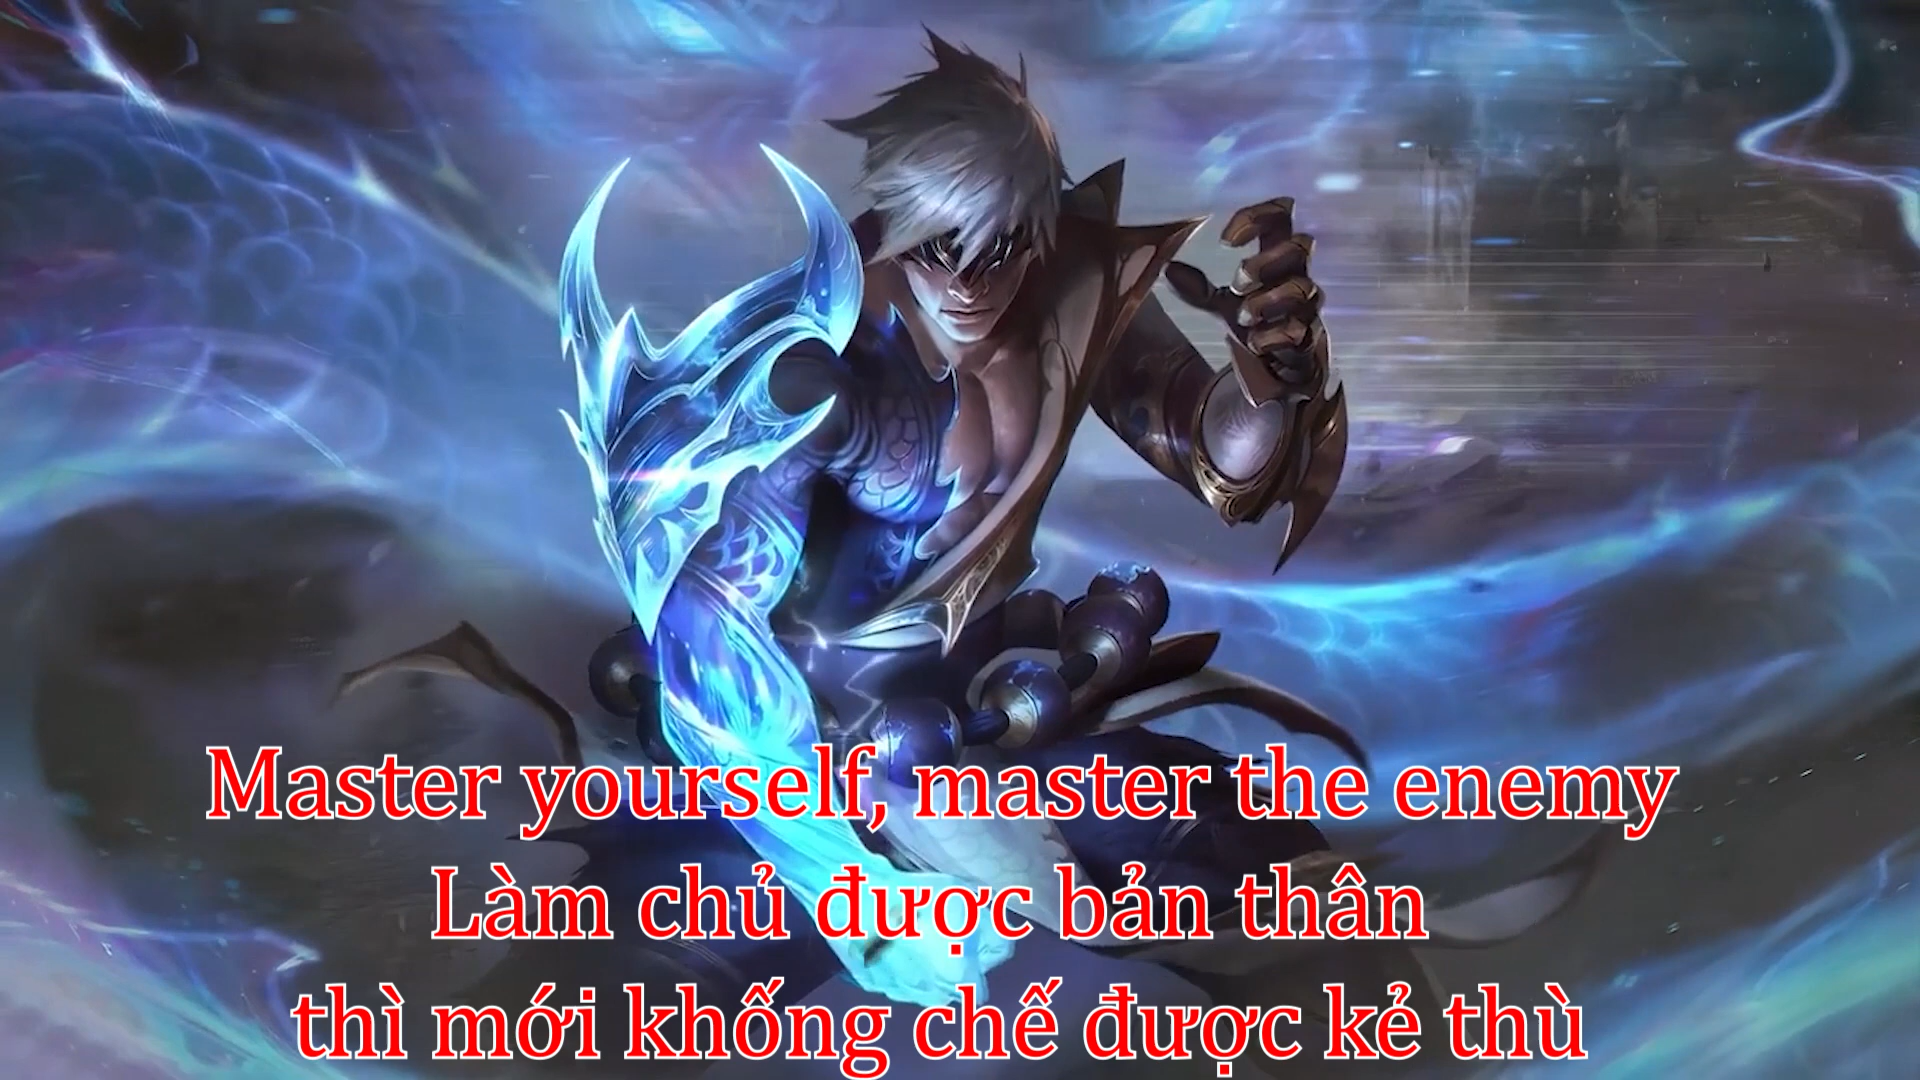 Master yourself, master the enemy
Làm chủ được bản thân
thì mới khống chế được kẻ thù